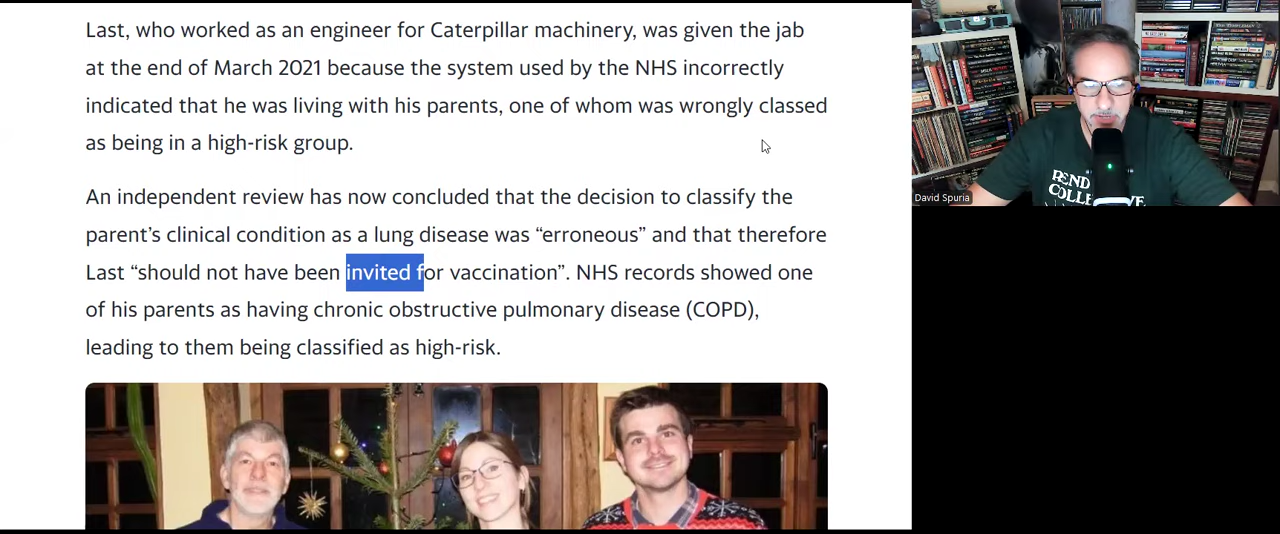 Last, who worked as an engineer for Caterpillar machinery, was given the jab
at the end of March 2021 because the system used by the NHS incorrectly
indicated that he was living with his parents, one of whom was wrongly classed
as being in a high-risk group.
An independent review has now concluded that the decision to classify the
parent’s clinical condition as a lung disease was “erroneous” and that therefore
Last “should not have been invited for vaccination”. NHS records showed one
of his parents as having chronic obstructive pulmonary disease (COPD),
leading to them being classified as high-risk.
David Spuria
REND
COLLECTIVE